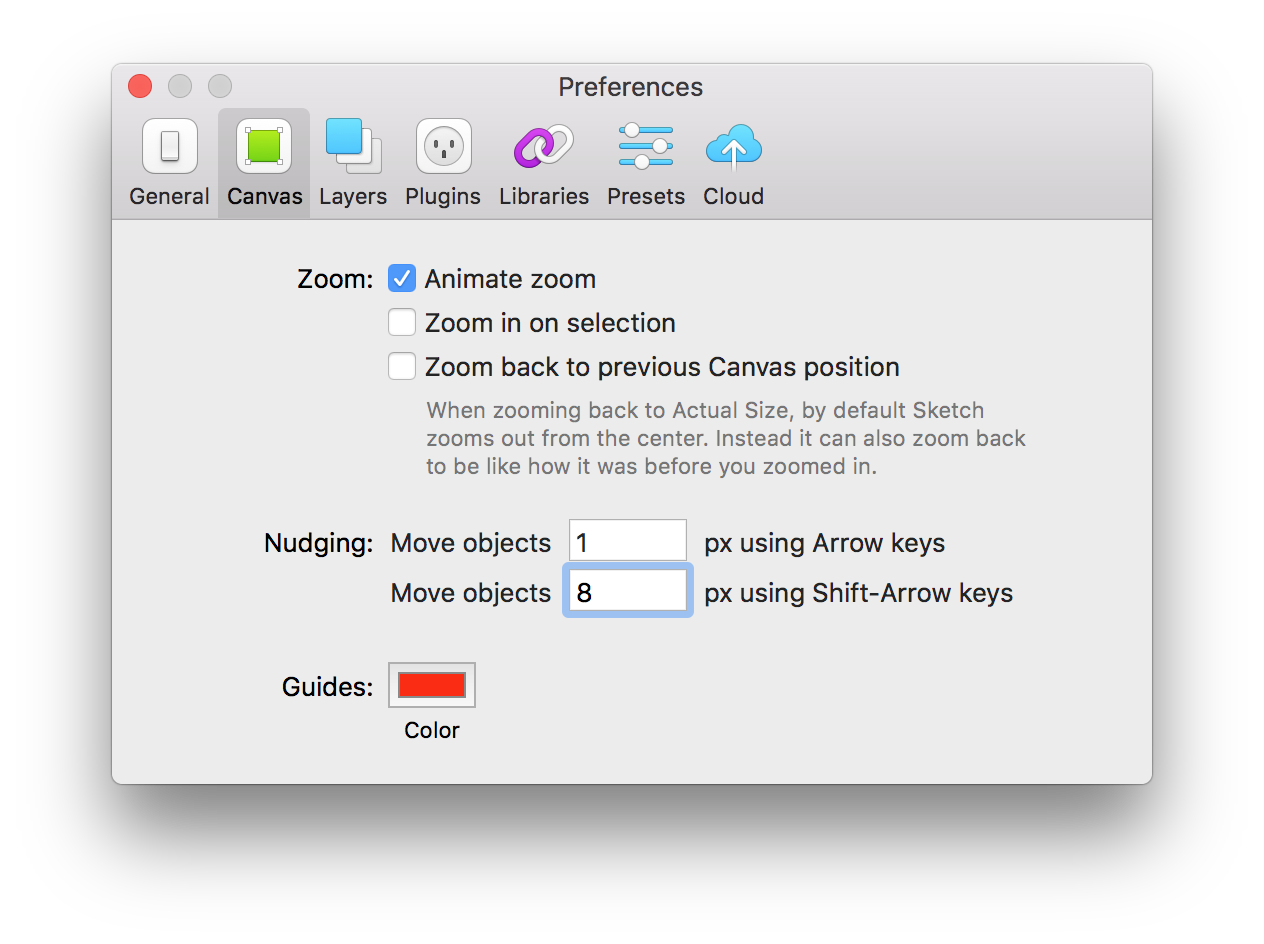 Preferences
General Canvas Layers Plugins Libraries Presets Cloud
Zoom: Animate zoom
Zoom in on selection
Zoom back to previous Canvas position
When zooming back to Actual Size, by default Sketch
zooms out from the center. Instead it can also zoom back
to be like how it was before you zoomed in.
Nudging: Move objects 1 px using Arrow keys
Move objects 8 px using Shift-Arrow keys
Guides:
Color